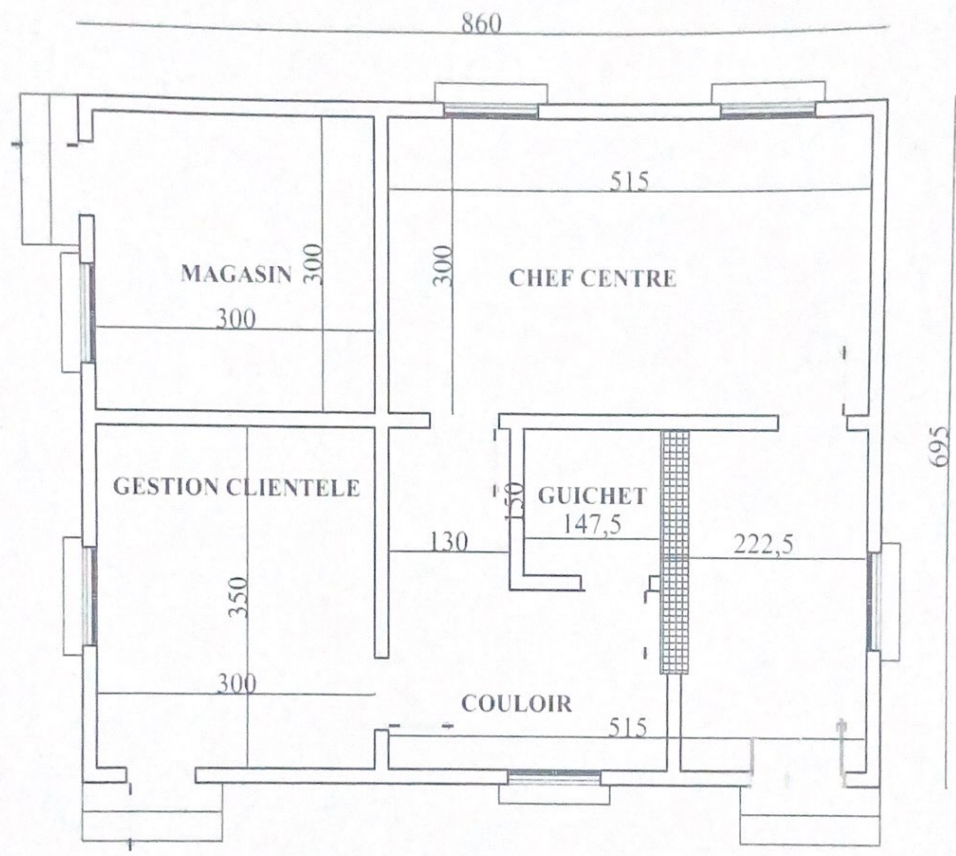 860
515
MAGASIN
300
300
CHEF CENTRE
300
695
GESTION CLIENTELE
150
GUICHET
147,5
130
222,5
350
300
COULOIR
515